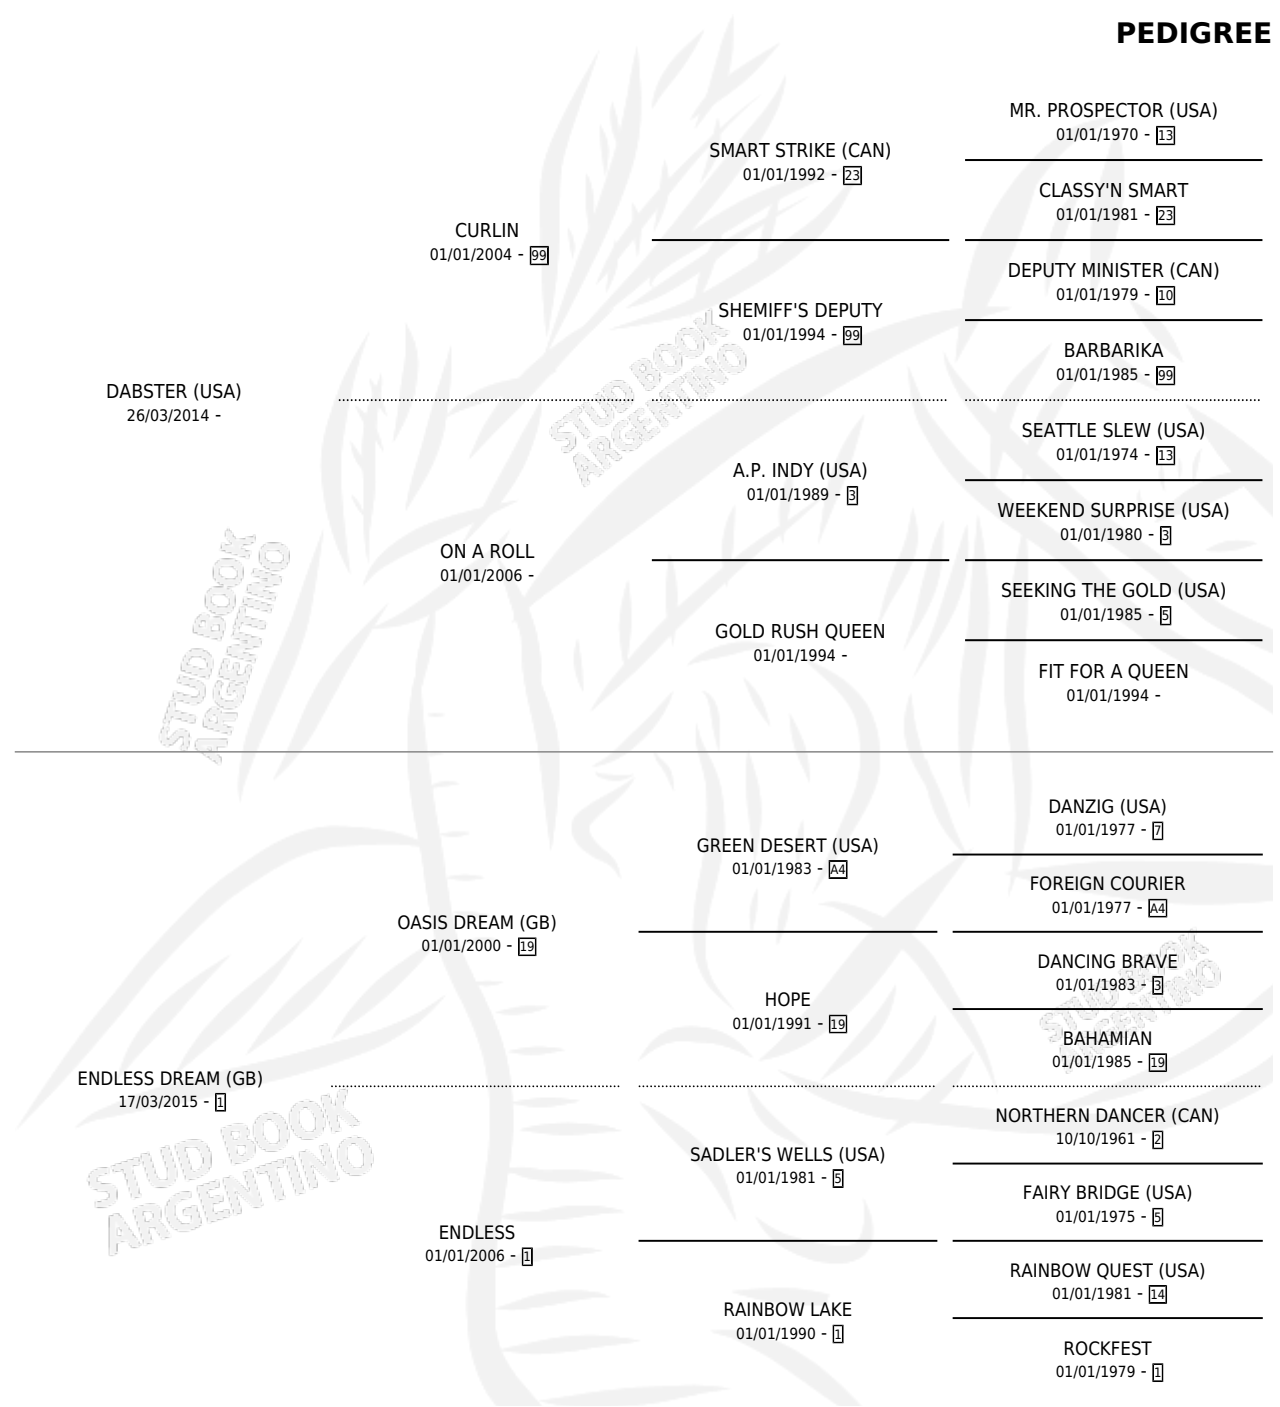 PEDIGREE
MR. PROSPECTOR (USA)
01/01/1970 - 13
SMART STRIKE (CAN)
01/01/1992 - 23
CLASSY'N SMART
01/01/1981 - 23
CURLIN
01/01/2004 - 99
DEPUTY MINISTER (CAN)
01/01/1979 - 10
SHEMIFF'S DEPUTY
01/01/1994 - 99
BARBARIKA
01/01/1985 - 99
DABSTER (USA)
26/03/2014 -
STUD BOOK
ARGENTINO
SEATTLE SLEW (USA)
01/01/1974 - 13
A.P. INDY (USA)
01/01/1989 - 3
WEEKEND SURPRISE (USA)
01/01/1980 - 3
ON A ROLL
01/01/2006 -
SEEKING THE GOLD (USA)
01/01/1985 - 5
GOLD RUSH QUEEN
01/01/1994 -
FIT FOR A QUEEN
01/01/1994 -
STUD BOOK
ARGENTINO
DANZIG (USA)
01/01/1977 - 7
GREEN DESERT (USA)
01/01/1983 - A4
FOREIGN COURIER
01/01/1977 - A4
OASIS DREAM (GB)
01/01/2000 - 19
DANCING BRAVE
01/01/1983 - 3
HOPE
01/01/1991 - 19
STUD BOOK
ARGENTINO
BAHAMIAN
01/01/1985 - 19
ENDLESS DREAM (GB)
17/03/2015 - 1
STUD BOOK
ARGENTINO
NORTHERN DANCER (CAN)
10/10/1961 - 2
SADLER'S WELLS (USA)
01/01/1981 - 5
FAIRY BRIDGE (USA)
01/01/1975 - 5
ENDLESS
01/01/2006 - 1
RAINBOW QUEST (USA)
01/01/1981 - 14
RAINBOW LAKE
01/01/1990 - 1
ROCKFEST
01/01/1979 - 1